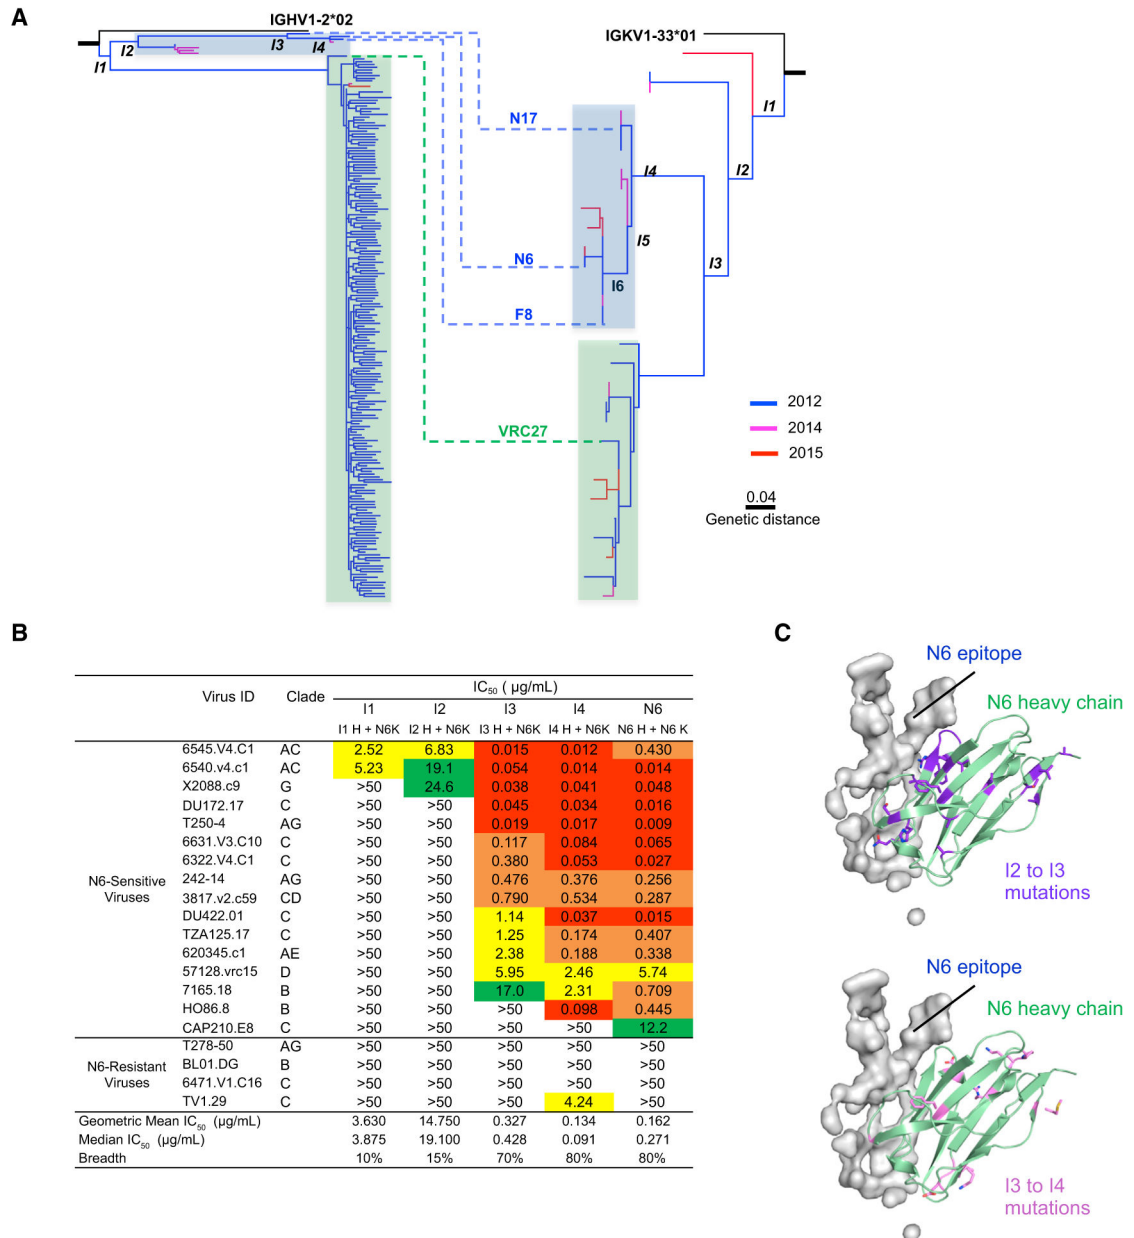 A
IGHV1-2*02
I1
I2
I3
I4
IGKV1-33*01
I1
I2
I3
I4
I5
I6
N17
N6
F8
VRC27
2012
2014
2015
0.04
Genetic distance
B
IC50 ( µg/mL)
Virus ID Clade I1 I2 I3 I4 N6
I1 H + N6K I2 H + N6K I3 H + N6K I4 H + N6K N6 H + N6 K
N6-Sensitive
Viruses
6545.V4.C1 AC 2.52 6.83 0.015 0.012 0.430
6540.v4.c1 AC 5.23 19.1 0.054 0.014 0.014
X2088.c9 G >50 24.6 0.038 0.041 0.048
DU172.17 C >50 >50 0.045 0.034 0.016
T250-4 AG >50 >50 0.019 0.017 0.009
6631.V3.C10 C >50 >50 0.117 0.084 0.065
6322.V4.C1 C >50 >50 0.380 0.053 0.027
242-14 AG >50 >50 0.476 0.376 0.256
3817.v2.c59 CD >50 >50 0.790 0.534 0.287
DU422.01 C >50 >50 1.14 0.037 0.015
TZA125.17 C >50 >50 1.25 0.174 0.407
620345.c1 AE >50 >50 2.38 0.188 0.338
57128.vrc15 D >50 >50 5.95 2.46 5.74
7165.18 B >50 >50 17.0 2.31 0.709
HO86.8 B >50 >50 >50 0.098 0.445
CAP210.E8 C >50 >50 >50 >50 12.2
N6-Resistant
Viruses
T278-50 AG >50 >50 >50 >50 >50
BL01.DG B >50 >50 >50 >50 >50
6471.V1.C16 C >50 >50 >50 >50 >50
TV1.29 C >50 >50 >50 4.24 >50
Geometric Mean IC50 (µg/mL) 3.630 14.750 0.327 0.134 0.162
Median IC50 (µg/mL) 3.875 19.100 0.428 0.091 0.271
Breadth 10% 15% 70% 80% 80%
C
N6 epitope
N6 heavy chain
I2 to I3
mutations
N6 epitope
N6 heavy chain
I3 to I4
mutations